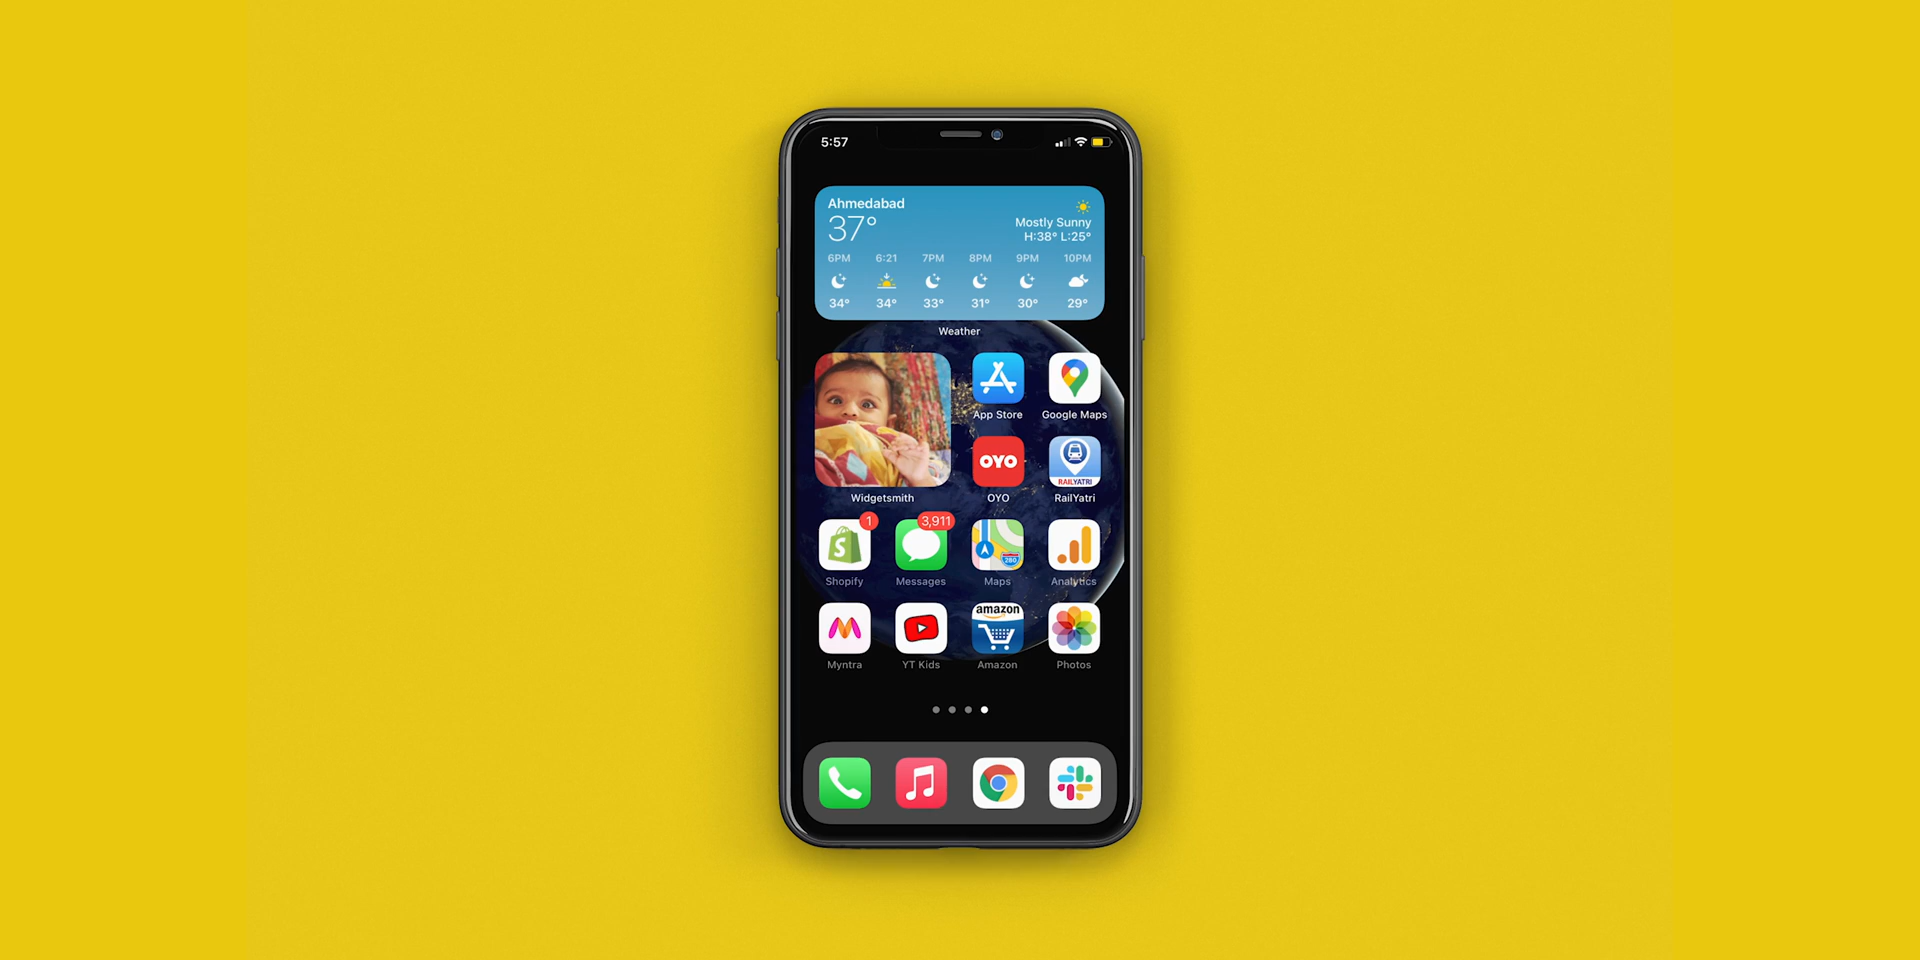 5:57
Ahmedabad
37°
Mostly Sunny
H:38° L:25°
6PM 6:21 7PM 8PM 9PM 10PM
34° 34° 33° 31° 30° 29°
Weather
App Store Google Maps
OYO
RAILYATRI
Widgetsmith OYO RailYatri
1 3,911
S
280
Shopify Messages Maps Analytics
amazon
Myntra YT Kids Amazon Photos